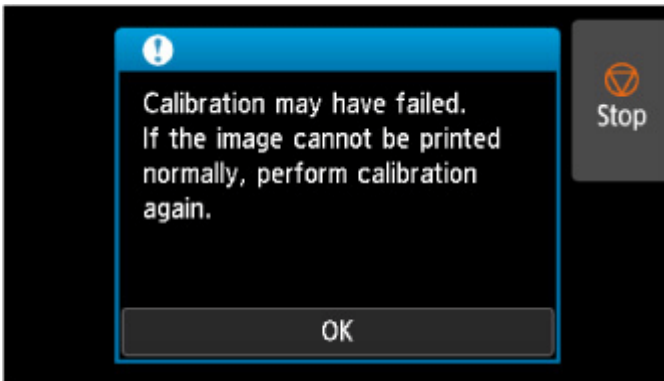 Calibration may have failed.
If the image cannot be printed
normally, perform calibration
again.
OK
Stop